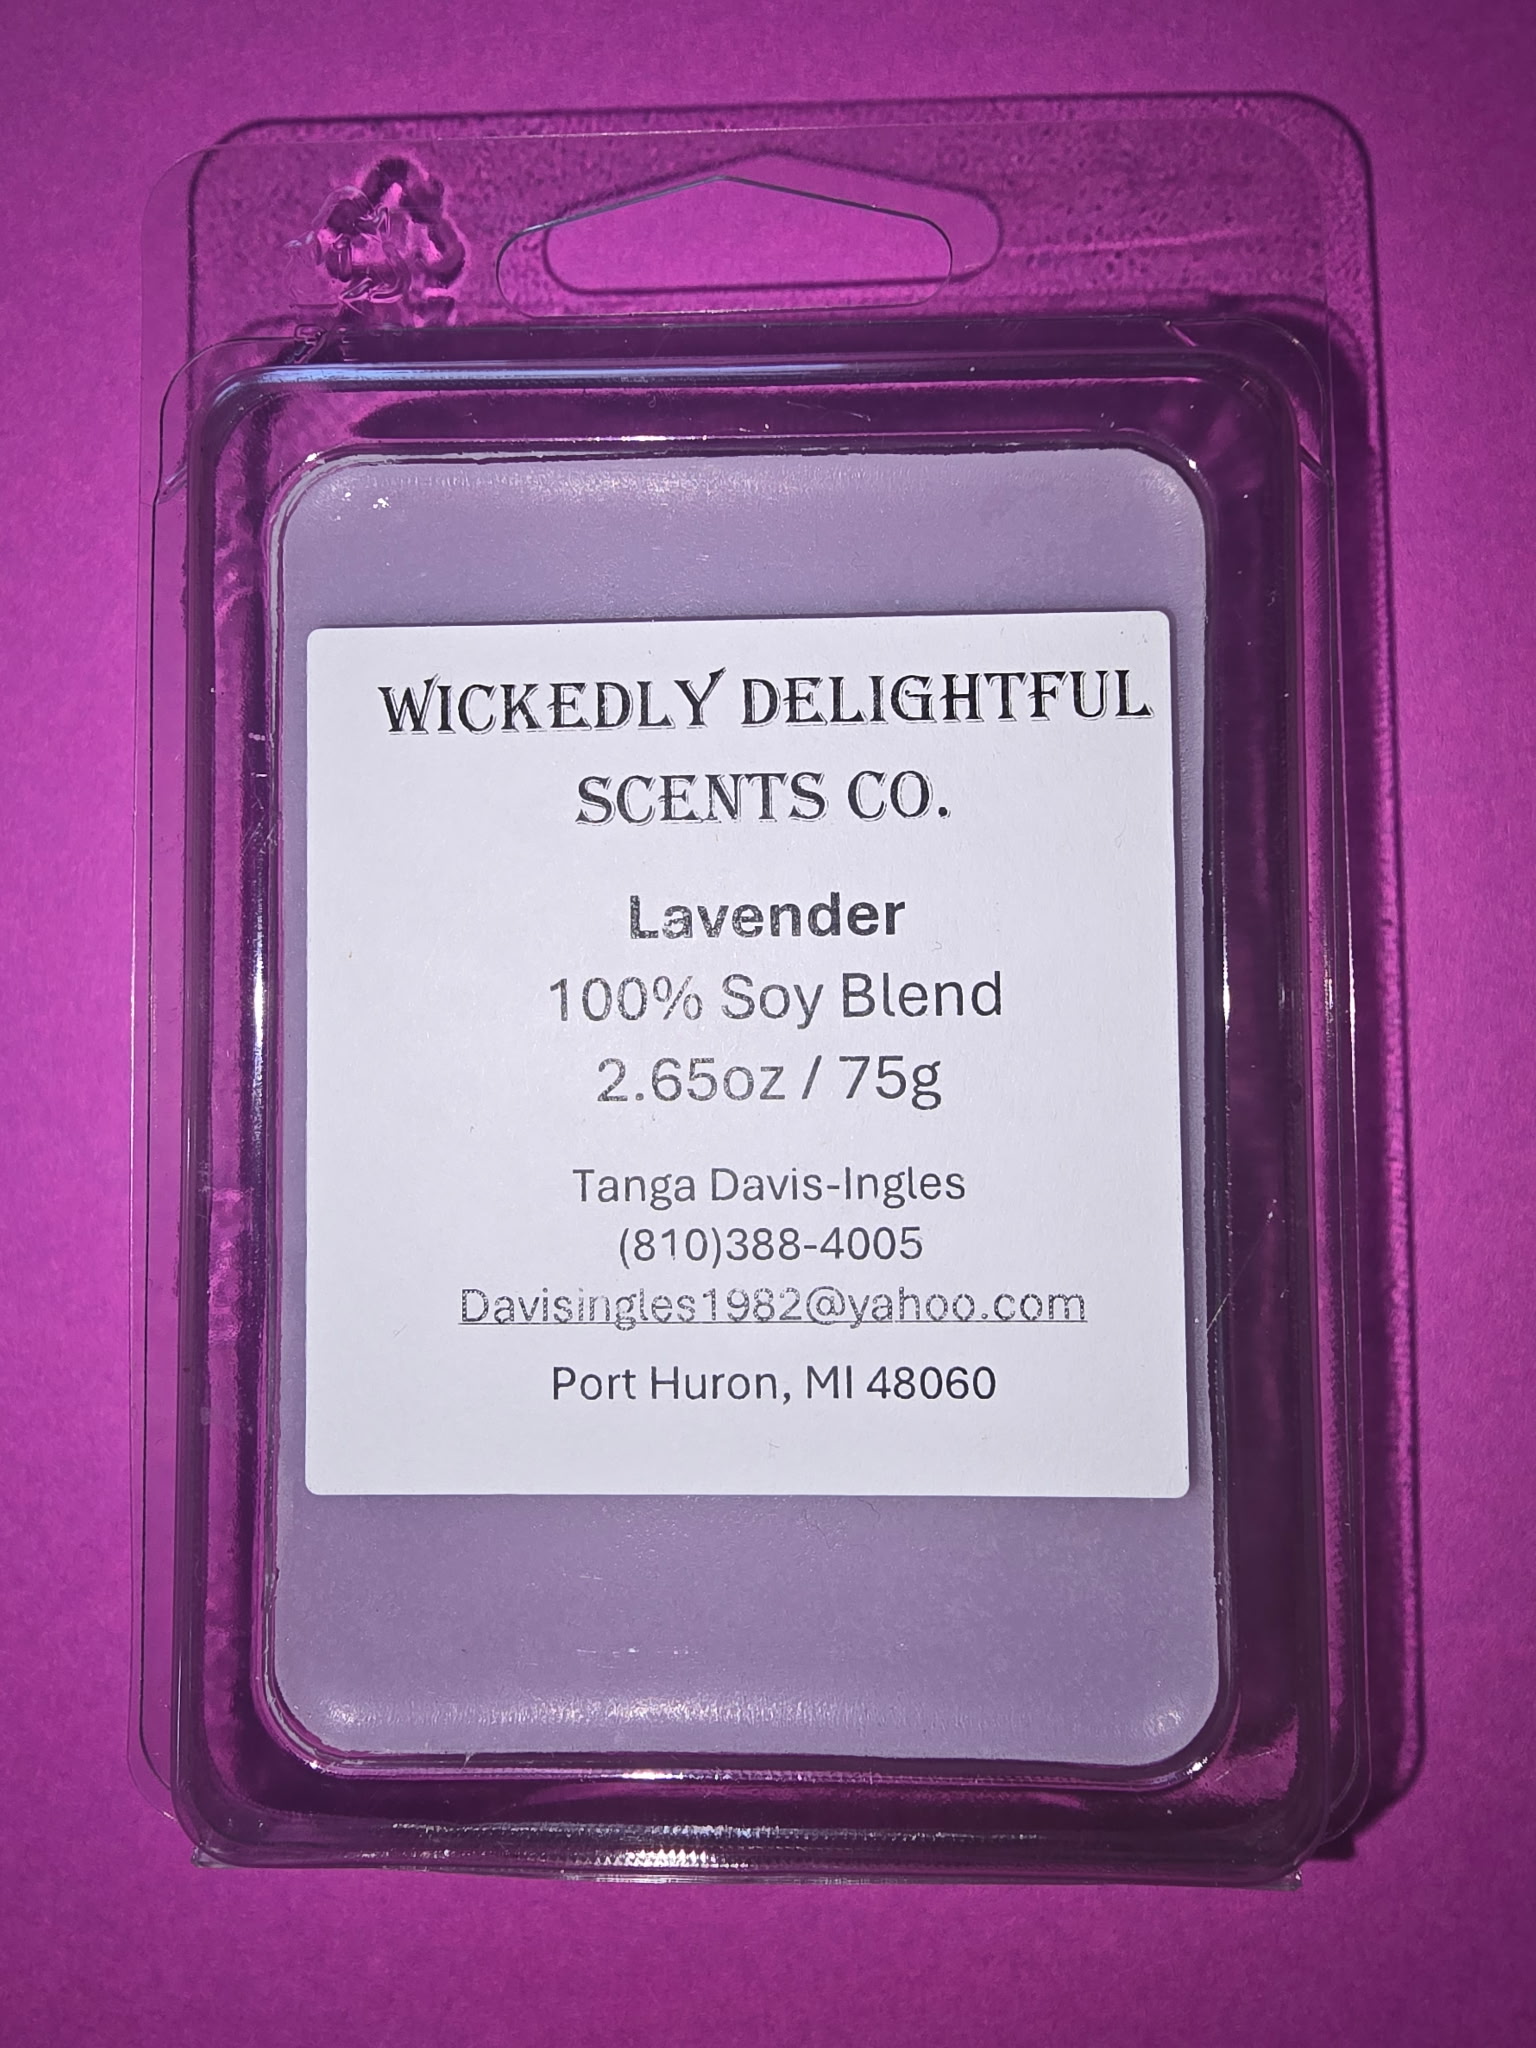 WICKEDLY DELIGHTFUL
SCENTS CO.
Lavender
100% Soy Blend
2.65oz / 75g
Tanga Davis-Ingles
(810)388-4005
Davisingles1982@yahoo.com
Port Huron, MI 48060